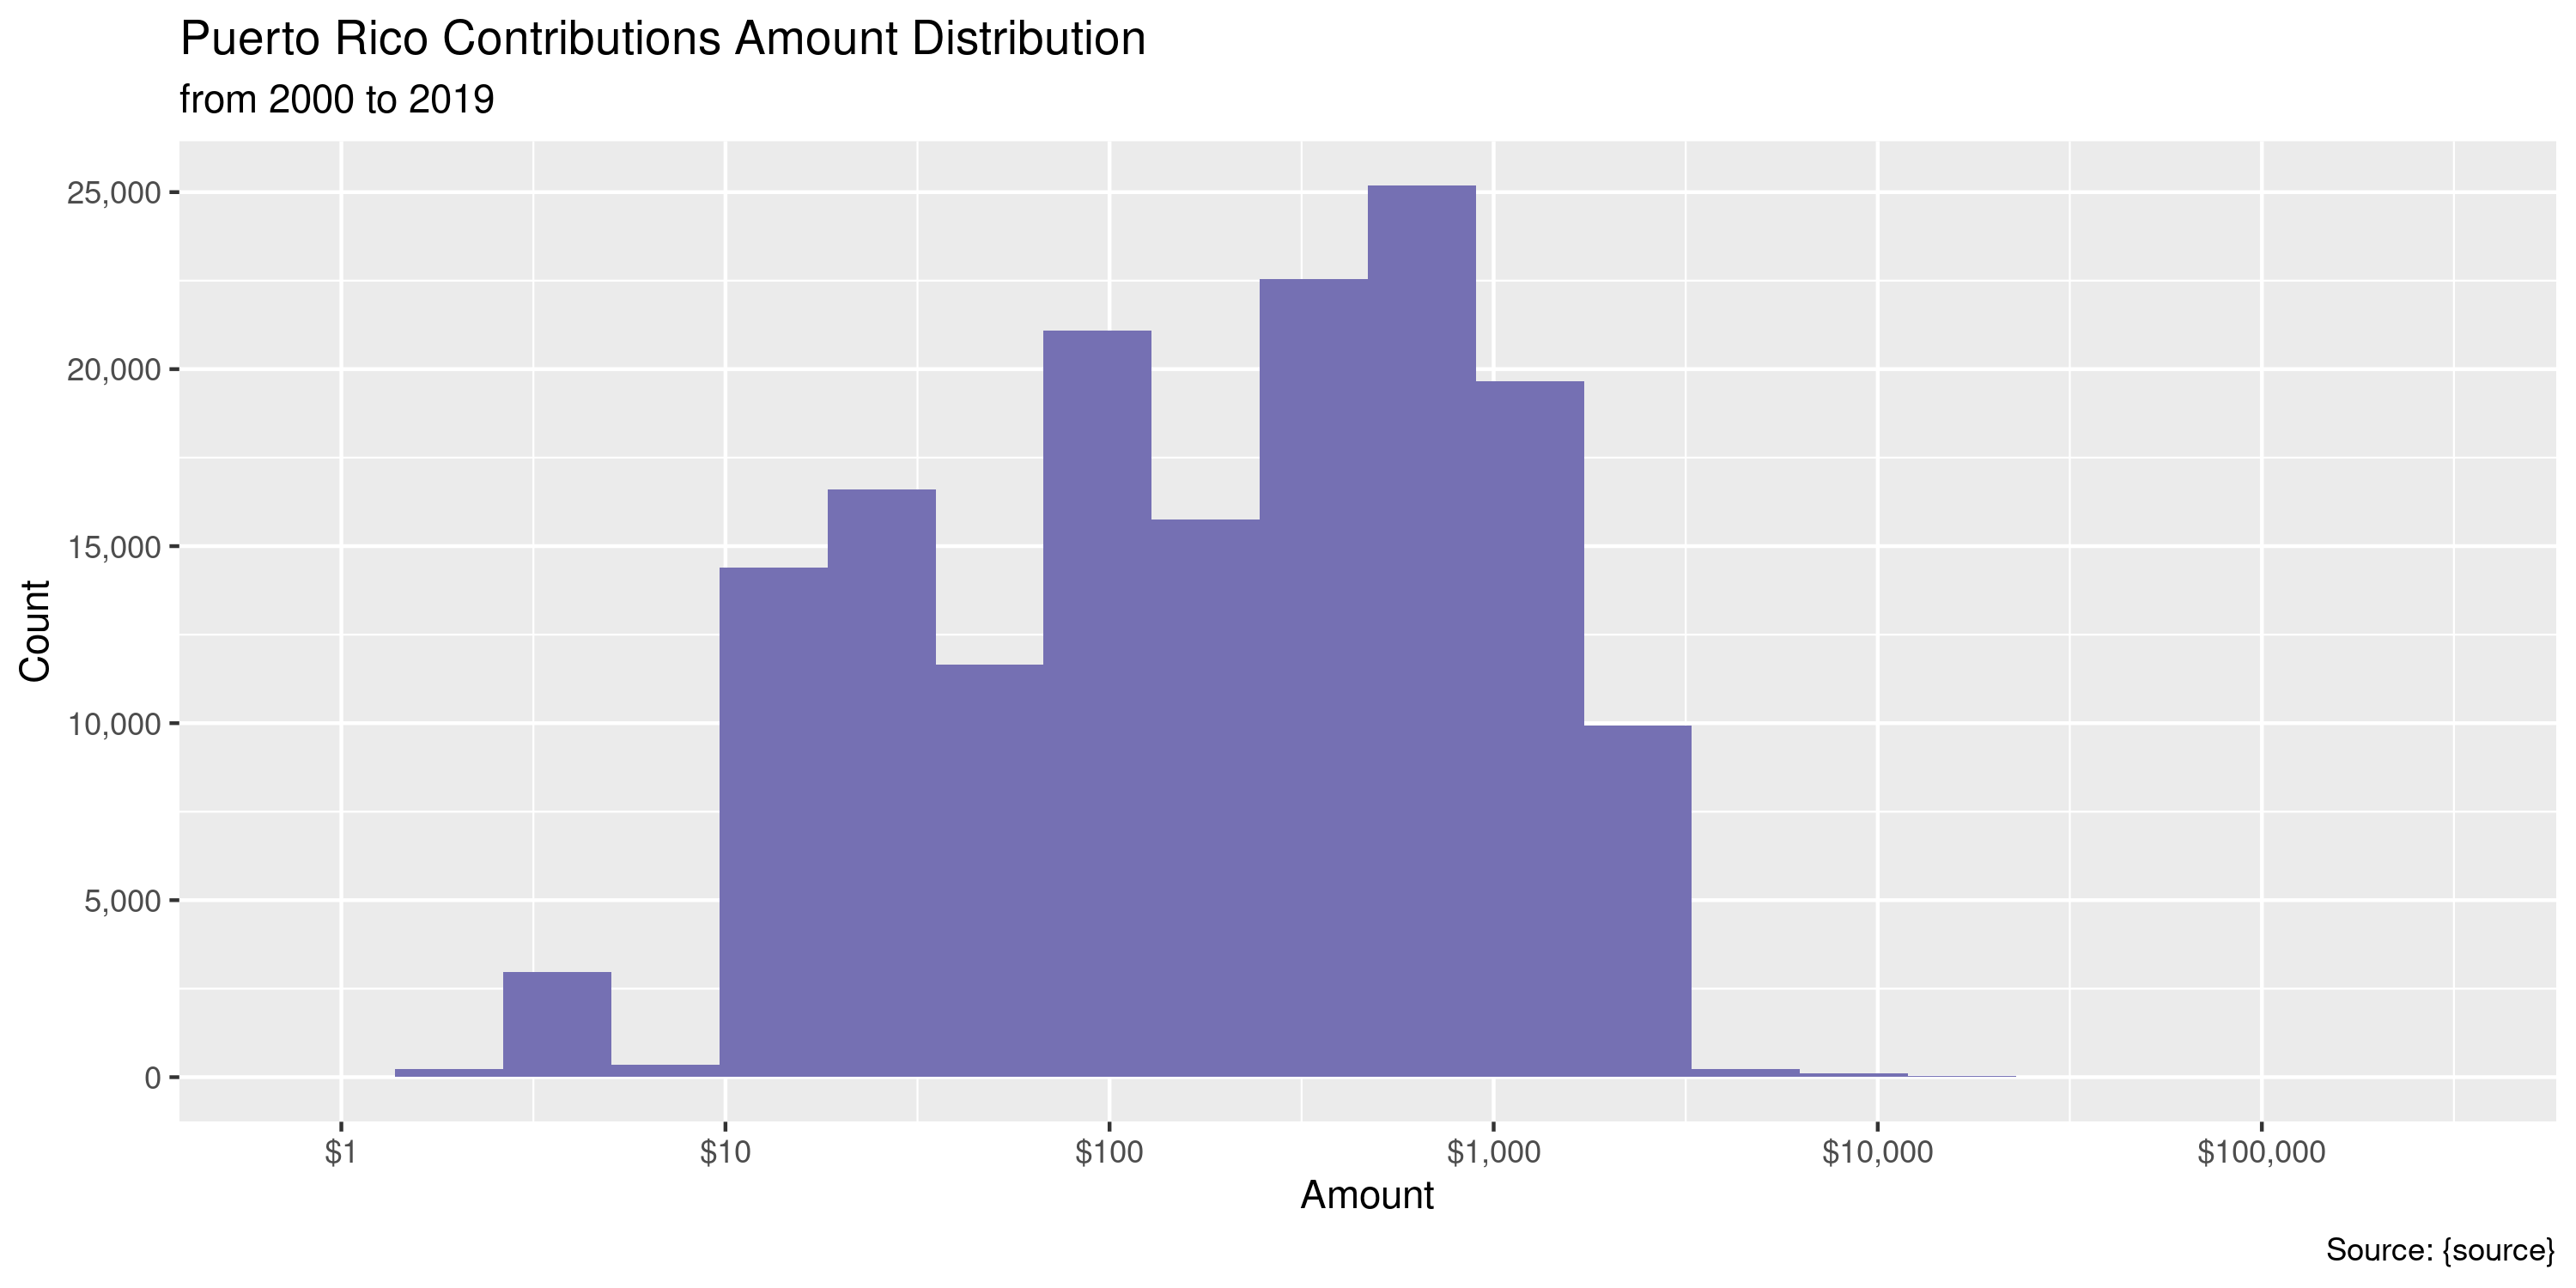 Puerto Rico Contributions Amount Distribution
from 2000 to 2019
25,000
20,000
15,000
10,000
5,000
0
Count
$1 $10 $100 $1,000 $10,000 $100,000
Amount
Source: {source}